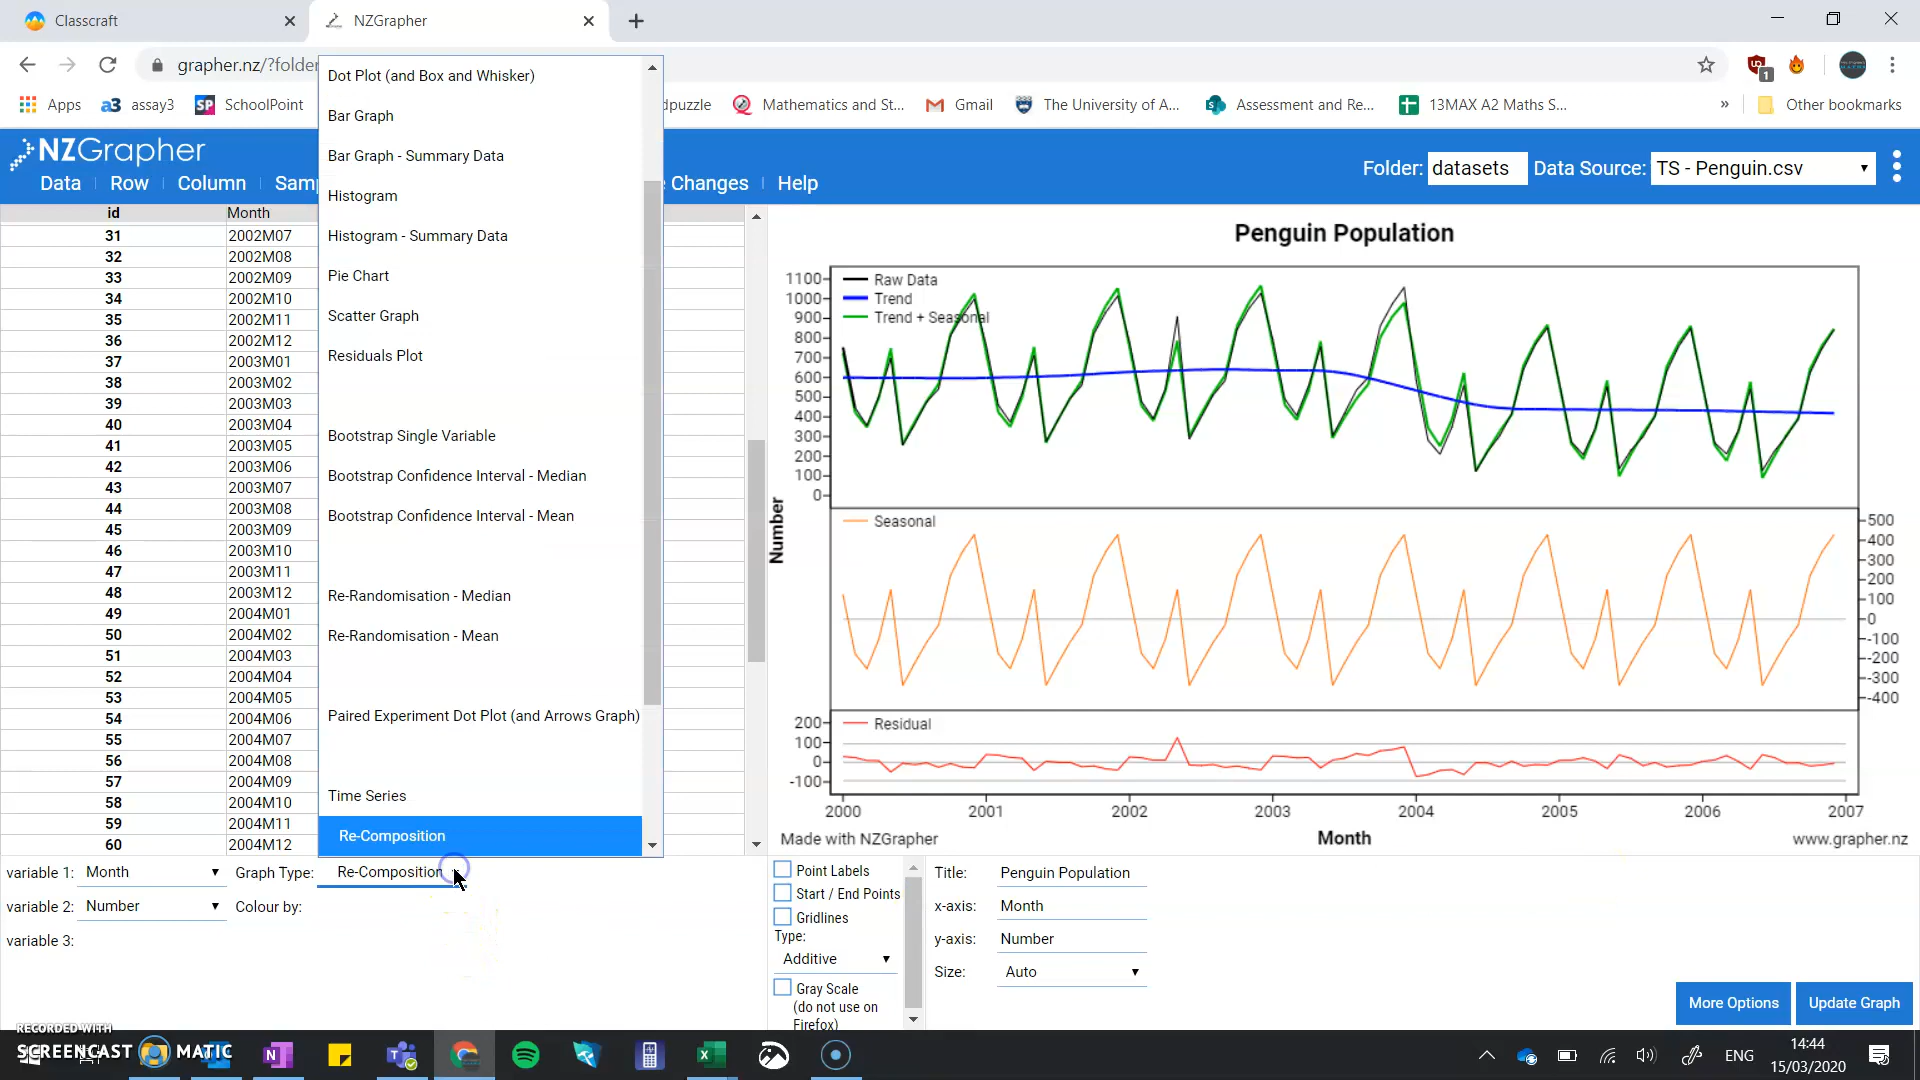 Classcraft
NZGrapher
grapher.nz/?folder
Apps
a3 assay3
SP SchoolPoint
dpuzzle
Mathematics and St...
Gmail
The University of A...
Assessment and Re...
13MAX A2 Maths S...
»
Other bookmarks
NZGrapher
Data Row Column Sam
Changes Help
Folder: datasets Data Source: TS - Penguin.csv
id Month
31 2002M07
32 2002M08
33 2002M09
34 2002M10
35 2002M11
36 2002M12
37 2003M01
38 2003M02
39 2003M03
40 2003M04
41 2003M05
42 2003M06
43 2003M07
44 2003M08
45 2003M09
46 2003M10
47 2003M11
48 2003M12
49 2004M01
50 2004M02
51 2004M03
52 2004M04
53 2004M05
54 2004M06
55 2004M07
56 2004M08
57 2004M09
58 2004M10
59 2004M11
60 2004M12
Dot Plot (and Box and Whisker)
Bar Graph
Bar Graph - Summary Data
Histogram
Histogram - Summary Data
Pie Chart
Scatter Graph
Residuals Plot
Bootstrap Single Variable
Bootstrap Confidence Interval - Median
Bootstrap Confidence Interval - Mean
Re-Randomisation - Median
Re-Randomisation - Mean
Paired Experiment Dot Plot (and Arrows Graph)
Time Series
Re-Composition
Penguin Population
1100
1000
900
800
700
600
500
400
300
200
100
0
Raw Data
Trend
Trend + Seasonal
Number
Seasonal
500
400
300
200
100
0
-100
-200
-300
-400
200
100
0
-100
Residual
2000 2001 2002 2003 2004 2005 2006 2007
Made with NZGrapher
Month
www.grapher.nz
variable 1: Month
Graph Type: Re-Composition
variable 2: Number
Colour by:
variable 3:
Point Labels
Start / End Points
Gridlines
Type:
Additive
Gray Scale
(do not use on
Firefox)
Title: Penguin Population
x-axis: Month
y-axis: Number
Size: Auto
More Options
Update Graph
RECORDED WITH
SCREENCAST MATIC
ENG
14:44
15/03/2020